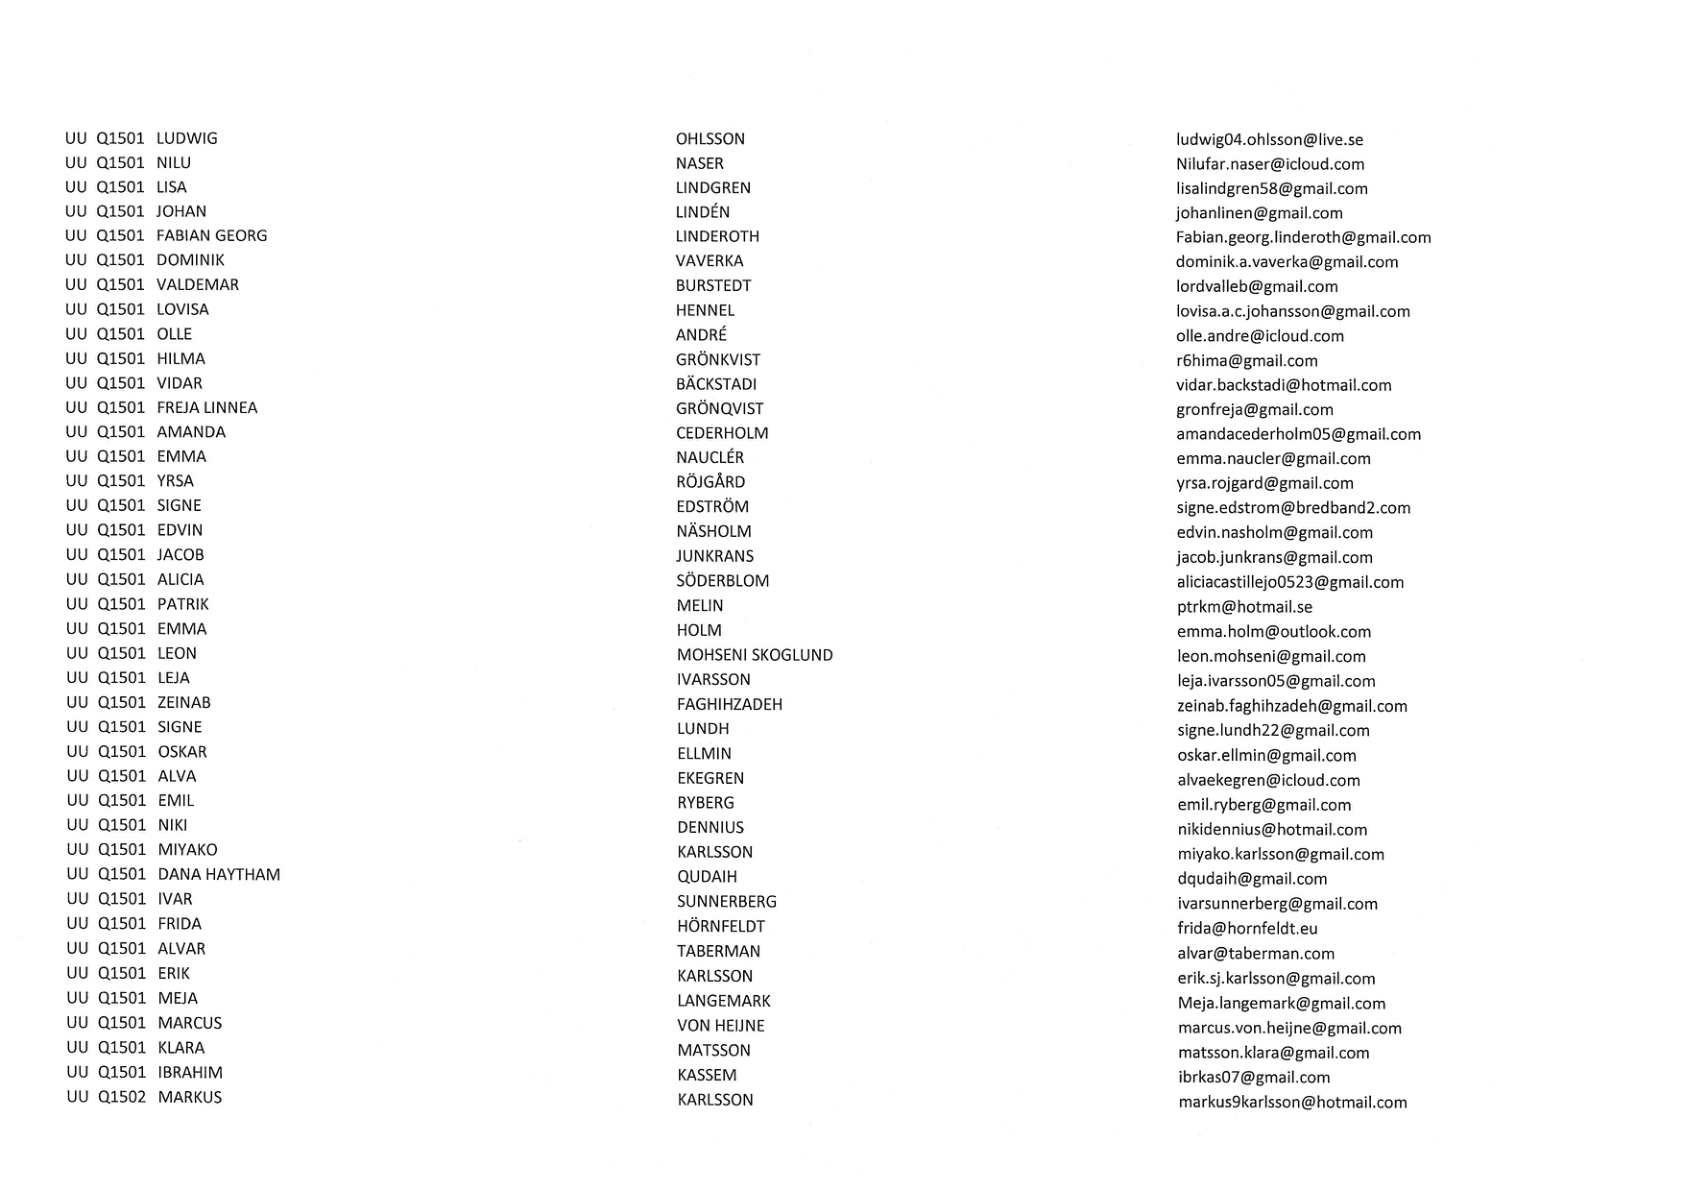 UU Q1501 LUDWIG OHLSSON ludwig04.ohlsson@live.se
UU Q1501 NILU NASER Nilufar.naser@icloud.com
UU Q1501 LISA LINDGREN lisalindgren58@gmail.com
UU Q1501 JOHAN LINDÉN johanlinen@gmail.com
UU Q1501 FABIAN GEORG LINDEROTH Fabian.georg.linderoth@gmail.com
UU Q1501 DOMINIK VAVERKA dominik.a.vaverka@gmail.com
UU Q1501 VALDEMAR BURSTEDT lordvalleb@gmail.com
UU Q1501 LOVISA HENNEL lovisa.a.c.johansson@gmail.com
UU Q1501 OLLE ANDRÉ olle.andre@icloud.com
UU Q1501 HILMA GRÖNKVIST r6hima@gmail.com
UU Q1501 VIDAR BÄCKSTADI vidar.backstadi@hotmail.com
UU Q1501 FREJA LINNEA GRÖNQVIST gronfreja@gmail.com
UU Q1501 AMANDA CEDERHOLM amandacederholm05@gmail.com
UU Q1501 EMMA NAUCLÉR emma.naucler@gmail.com
UU Q1501 YRSA RÖJGÅRD yrsa.rojgard@gmail.com
UU Q1501 SIGNE EDSTRÖM signe.edstrom@bredband2.com
UU Q1501 EDVIN NÄSHOLM edvin.nasholm@gmail.com
UU Q1501 JACOB JUNKRANS jacob.junkrans@gmail.com
UU Q1501 ALICIA SÖDERBLOM aliciacastillejo0523@gmail.com
UU Q1501 PATRIK MELIN ptrkm@hotmail.se
UU Q1501 EMMA HOLM emma.holm@outlook.com
UU Q1501 LEON MOHSENI SKOGLUND leon.mohseni@gmail.com
UU Q1501 LEJA IVARSSON leja.ivarsson05@gmail.com
UU Q1501 ZEINAB FAGHIHZADEH zeinab.faghihzadeh@gmail.com
UU Q1501 SIGNE LUNDH signe.lundh22@gmail.com
UU Q1501 OSKAR ELLMIN oskar.ellmin@gmail.com
UU Q1501 ALVA EKEGREN alvaekegren@icloud.com
UU Q1501 EMIL RYBERG emil.ryberg@gmail.com
UU Q1501 NIKI DENNIUS nikidennius@hotmail.com
UU Q1501 MIYAKO KARLSSON miyako.karlsson@gmail.com
UU Q1501 DANA HAYTHAM QUDAIH dqudaih@gmail.com
UU Q1501 IVAR SUNNERBERG ivarsunnerberg@gmail.com
UU Q1501 FRIDA HÖRNFELDT frida@hornfeldt.eu
UU Q1501 ALVAR TABERMAN alvar@taberman.com
UU Q1501 ERIK KARLSSON erik.sj.karlsson@gmail.com
UU Q1501 MEJA LANGEMARK Meja.langemark@gmail.com
UU Q1501 MARCUS VON HEIJNE marcus.von.heijne@gmail.com
UU Q1501 KLARA MATSSON matsson.klara@gmail.com
UU Q1501 IBRAHIM KASSEM ibrkas07@gmail.com
UU Q1502 MARKUS KARLSSON markus9karlsson@hotmail.com